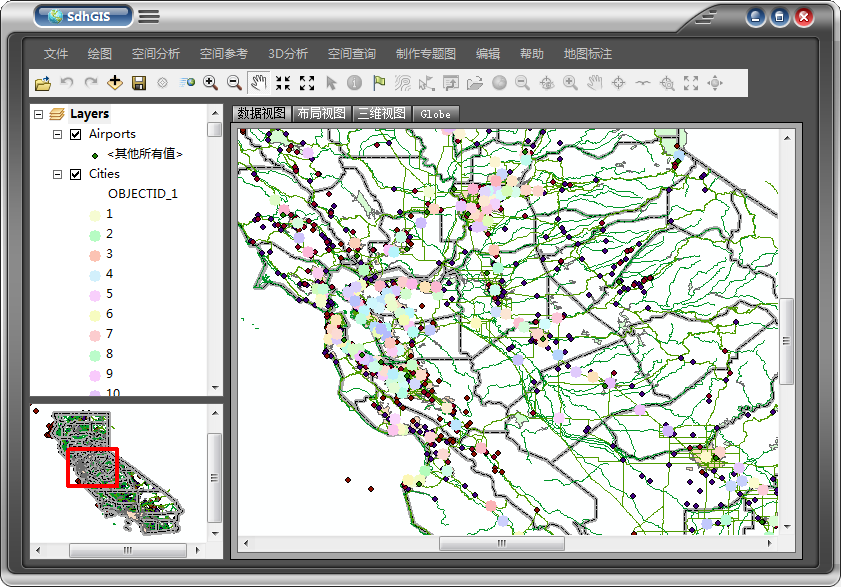 SdhGIS
文件 绘图 空间分析 空间参考 3D分析 空间查询 制作专题图 编辑 帮助 地图标注
数据视图 布局视图 三维视图 Globe
Layers
Airports
<其他所有值>
Cities
OBJECTID_1
1
2
3
4
5
6
7
8
9
10